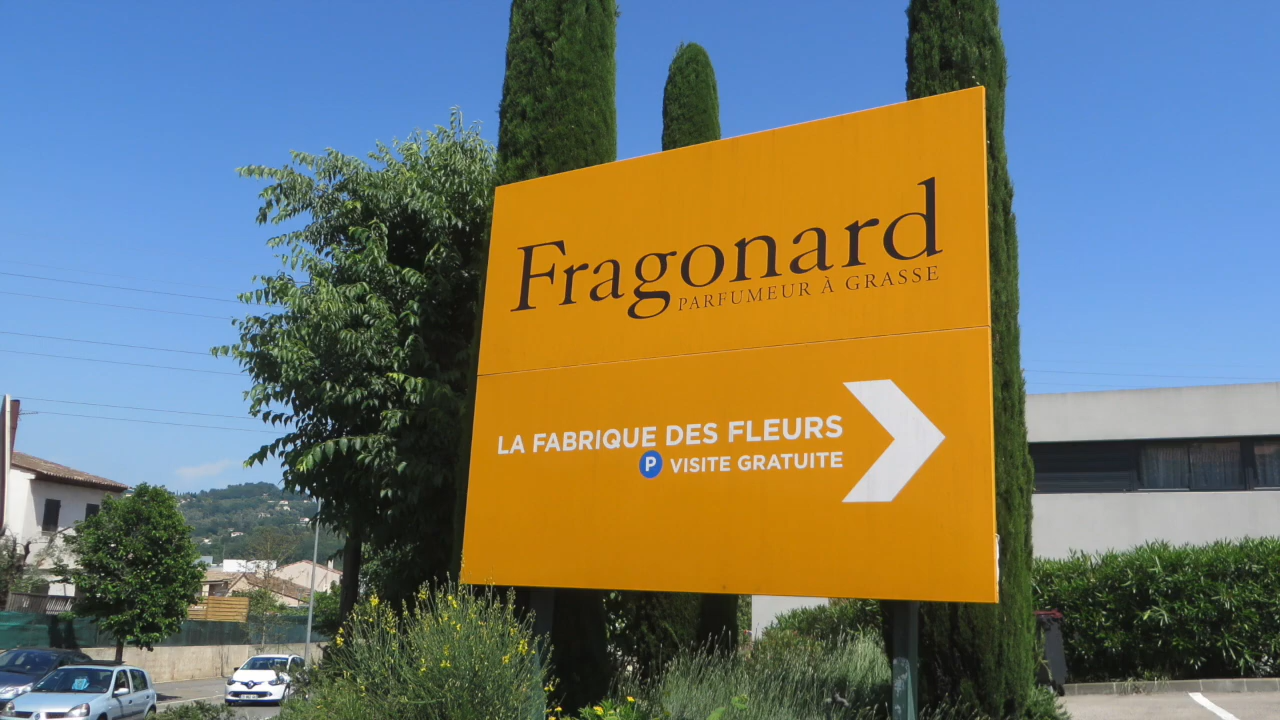 Fragonard
PARFUMEUR À GRASSE
LA FABRIQUE DES FLEURS
P VISITE GRATUITE